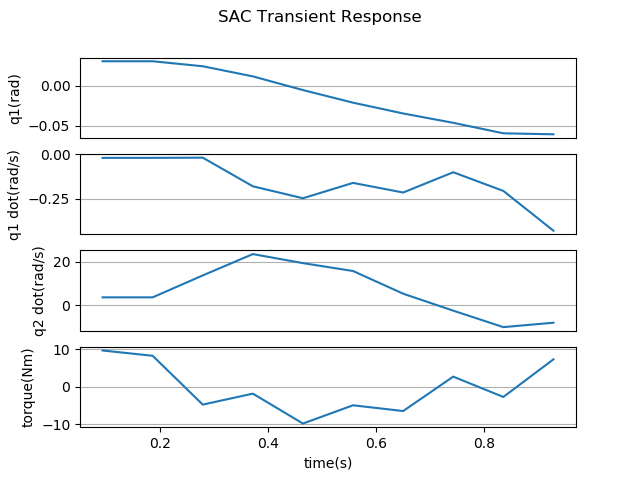 SAC Transient Response
q1(rad)
0.00
−0.05
q1 dot(rad/s)
0.00
−0.25
q2 dot(rad/s)
20
0
torque(Nm)
10
0
−10
0.2 0.4 0.6 0.8
time(s)